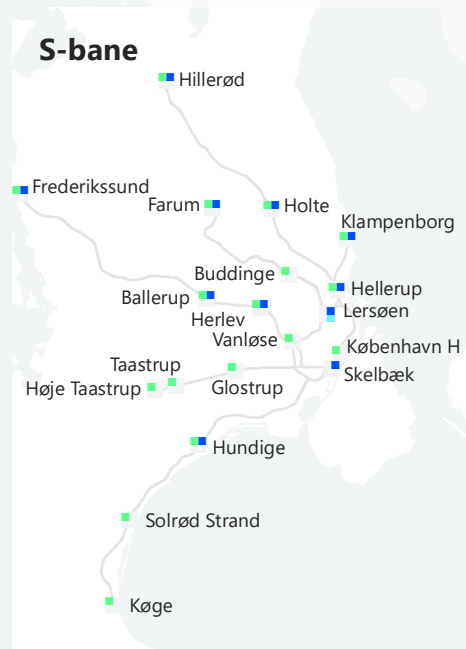 S-bane
Hillerød
Frederikssund
Farum
Holte
Klampenborg
Buddinge
Hellerup
Ballerup
Lersøen
Herlev
Vanløse
København H
Taastrup
Skelbæk
Høje Taastrup
Glostrup
Hundige
Solrød Strand
Køge